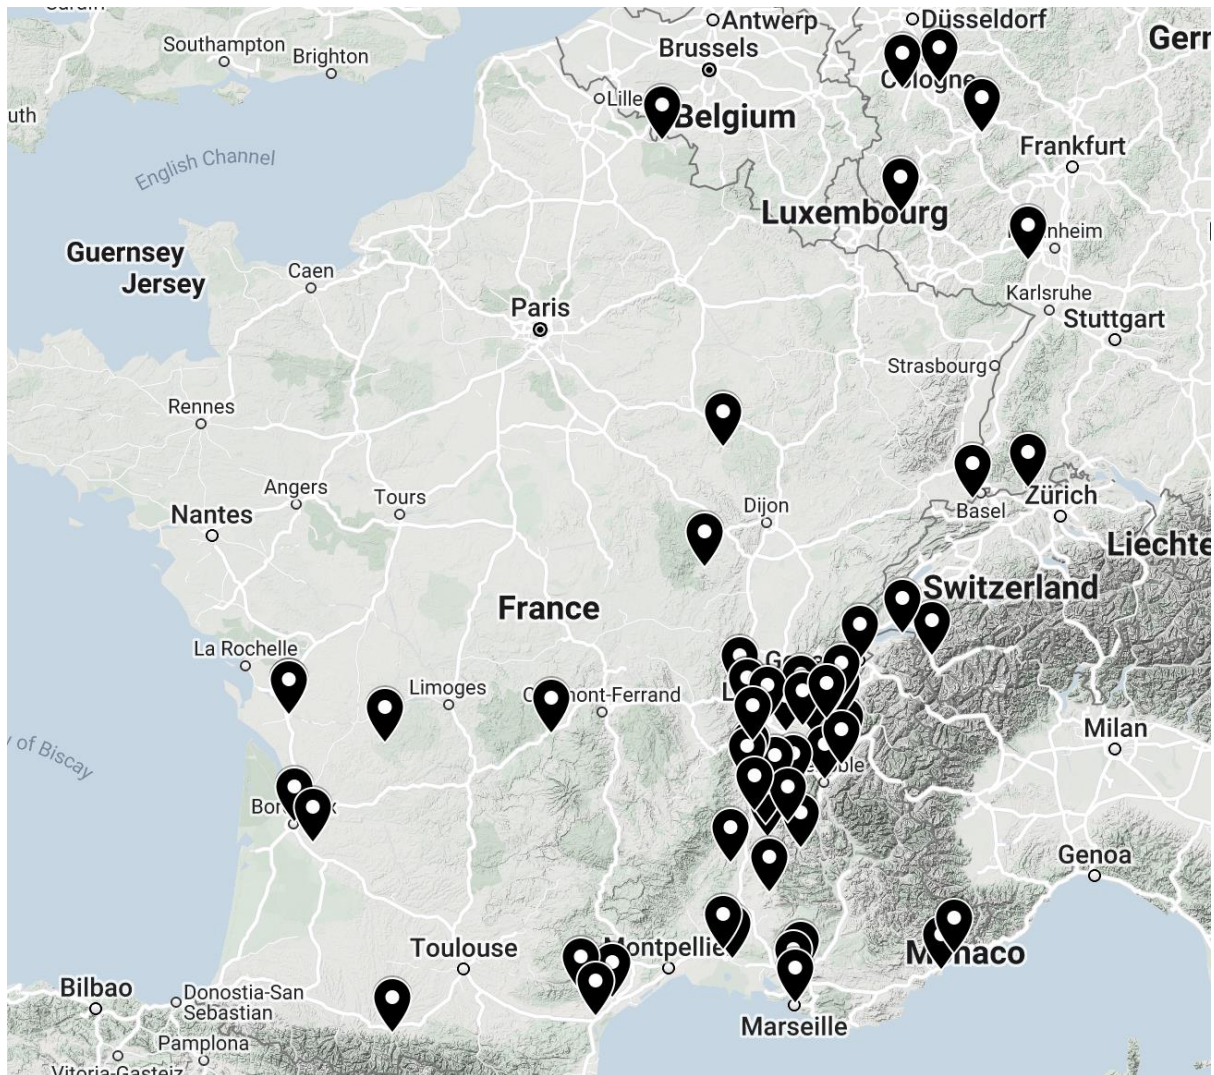 Southampton
Brighton
Antwerp
Brussels
Düsseldorf
Lille
Belgium
Frankfurt
English Channel
Luxembourg
Guernsey
Jersey
Caen
Paris
Karlsruhe
Stuttgart
Strasbourg
Rennes
Angers
Tours
Nantes
Dijon
Basel
Zürich
Switzerland
France
La Rochelle
Limoges
Milan
Genoa
Toulouse
Bilbao
Donostia-San
Sebastian
Pamplona
Marseille